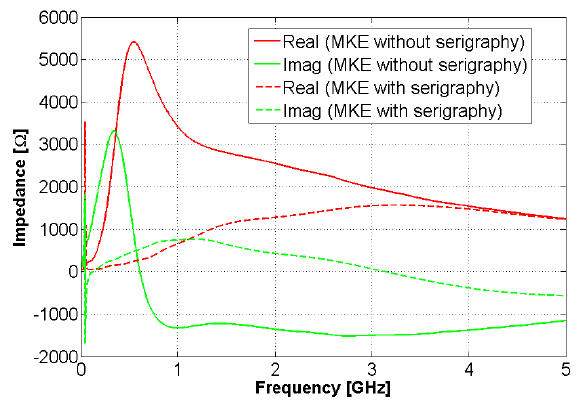 6000
5000
4000
3000
2000
1000
0
-1000
-2000
Impedance [Ω]
Real (MKE without serigraphy)
Imag (MKE without serigraphy)
Real (MKE with serigraphy)
Imag (MKE with serigraphy)
0 1 2 3 4 5
Frequency [GHz]